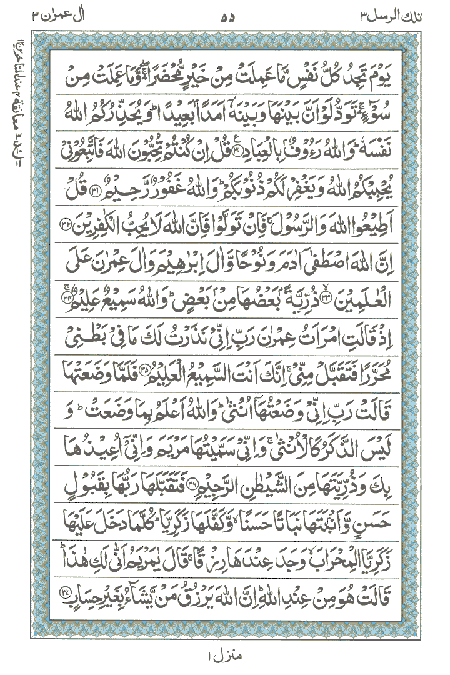 تلك الرسل ٣ ٥٥ اٰل عمرٰن ٣
يَوْمَ تَجِدُ كُلُّ نَفْسٍ مَّا عَمِلَتْ مِنْ خَيْرٍ مُّحْضَرًا وَّمَا عَمِلَتْ مِنْ
سُوْٓءٍ تَوَدُّ لَوْ اَنَّ بَيْنَهَا وَبَيْنَهٗٓ اَمَدًۢا بَعِيْدًا وَيُحَذِّرُكُمُ اللّٰهُ
نَفْسَهٗ وَاللّٰهُ رَءُوْفٌۢ بِالْعِبَادِ ۝٣٠ قُلْ اِنْ كُنْتُمْ تُحِبُّوْنَ اللّٰهَ فَاتَّبِعُوْنِيْ
يُحْبِبْكُمُ اللّٰهُ وَيَغْفِرْ لَكُمْ ذُنُوْبَكُمْ وَاللّٰهُ غَفُوْرٌ رَّحِيْمٌ ۝٣١ قُلْ
اَطِيْعُوا اللّٰهَ وَالرَّسُوْلَ فَاِنْ تَوَلَّوْا فَاِنَّ اللّٰهَ لَا يُحِبُّ الْكٰفِرِيْنَ ۝٣٢
اِنَّ اللّٰهَ اصْطَفٰٓى اٰدَمَ وَنُوْحًا وَّاٰلَ اِبْرٰهِيْمَ وَاٰلَ عِمْرٰنَ عَلَى
الْعٰلَمِيْنَ ۝٣٣ ذُرِّيَّةًۢ بَعْضُهَا مِنْۢ بَعْضٍ وَاللّٰهُ سَمِيْعٌ عَلِيْمٌ ۝٣٤
اِذْ قَالَتِ امْرَاَتُ عِمْرٰنَ رَبِّ اِنِّيْ نَذَرْتُ لَكَ مَا فِيْ بَطْنِيْ
مُحَرَّرًا فَتَقَبَّلْ مِنِّيْ اِنَّكَ اَنْتَ السَّمِيْعُ الْعَلِيْمُ ۝٣٥ فَلَمَّا وَضَعَتْهَا
قَالَتْ رَبِّ اِنِّيْ وَضَعْتُهَآ اُنْثٰى وَاللّٰهُ اَعْلَمُ بِمَا وَضَعَتْ وَ
لَيْسَ الذَّكَرُ كَالْاُنْثٰى وَاِنِّيْ سَمَّيْتُهَا مَرْيَمَ وَاِنِّيْٓ اُعِيْذُهَا
بِكَ وَذُرِّيَّتَهَا مِنَ الشَّيْطٰنِ الرَّجِيْمِ ۝٣٦ فَتَقَبَّلَهَا رَبُّهَا بِقَبُوْلٍ
حَسَنٍ وَّاَنْۢبَتَهَا نَبَاتًا حَسَنًا وَّكَفَّلَهَا زَكَرِيَّا كُلَّمَا دَخَلَ عَلَيْهَا
زَكَرِيَّا الْمِحْرَابَ وَجَدَ عِنْدَهَا رِزْقًا قَالَ يٰمَرْيَمُ اَنّٰى لَكِ هٰذَا
قَالَتْ هُوَ مِنْ عِنْدِ اللّٰهِ اِنَّ اللّٰهَ يَرْزُقُ مَنْ يَّشَآءُ بِغَيْرِ حِسَابٍ ۝٣٧
منزل ١